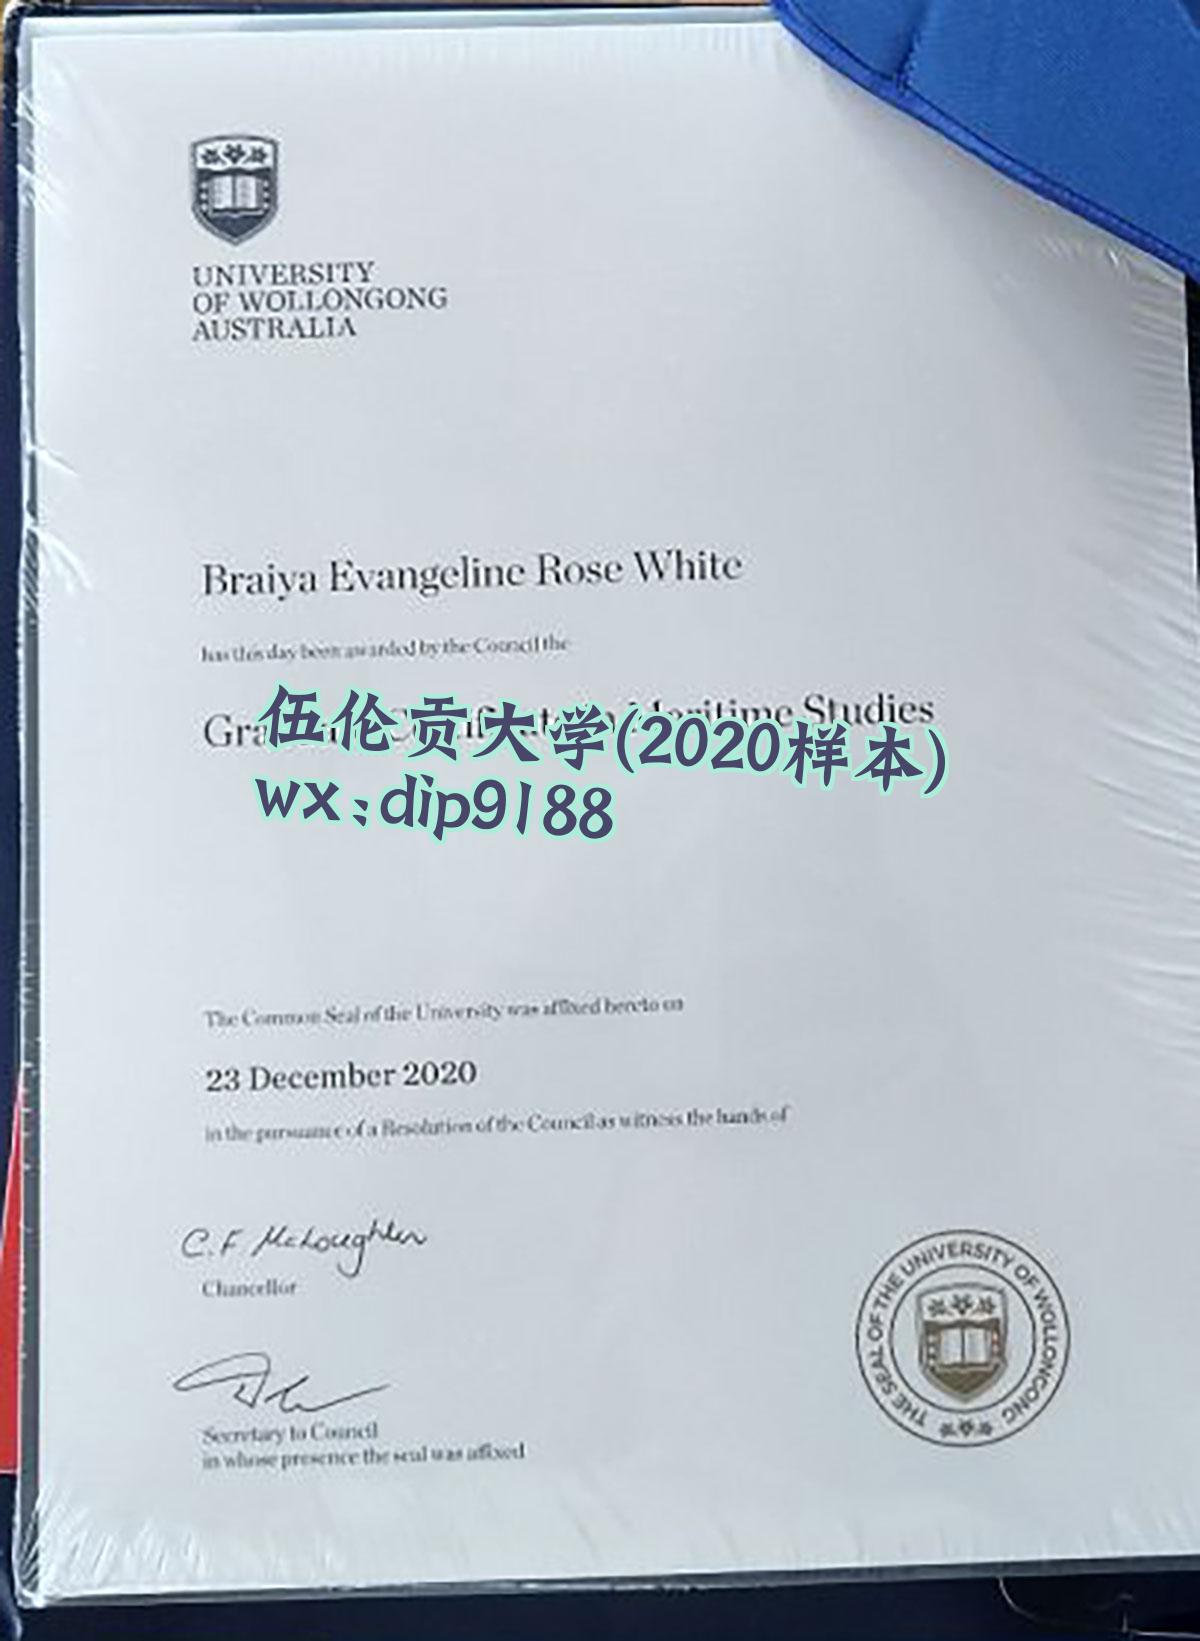 UNIVERSITY
OF WOLLONGONG
AUSTRALIA
Braiya Evangeline Rose White
has this day been awarded by the Council the
Graduate Certificate in Maritime Studies
伍伦贡大学(2020样本)
wx:dip9188
The Common Seal of the University was affixed hereto on
23 December 2020
in the pursuance of a Resolution of the Council as witness the hands of
C.F McLoughlin
Chancellor
Secretary to Council
in whose presence the seal was affixed
THE SEAL OF THE UNIVERSITY OF WOLLONGONG